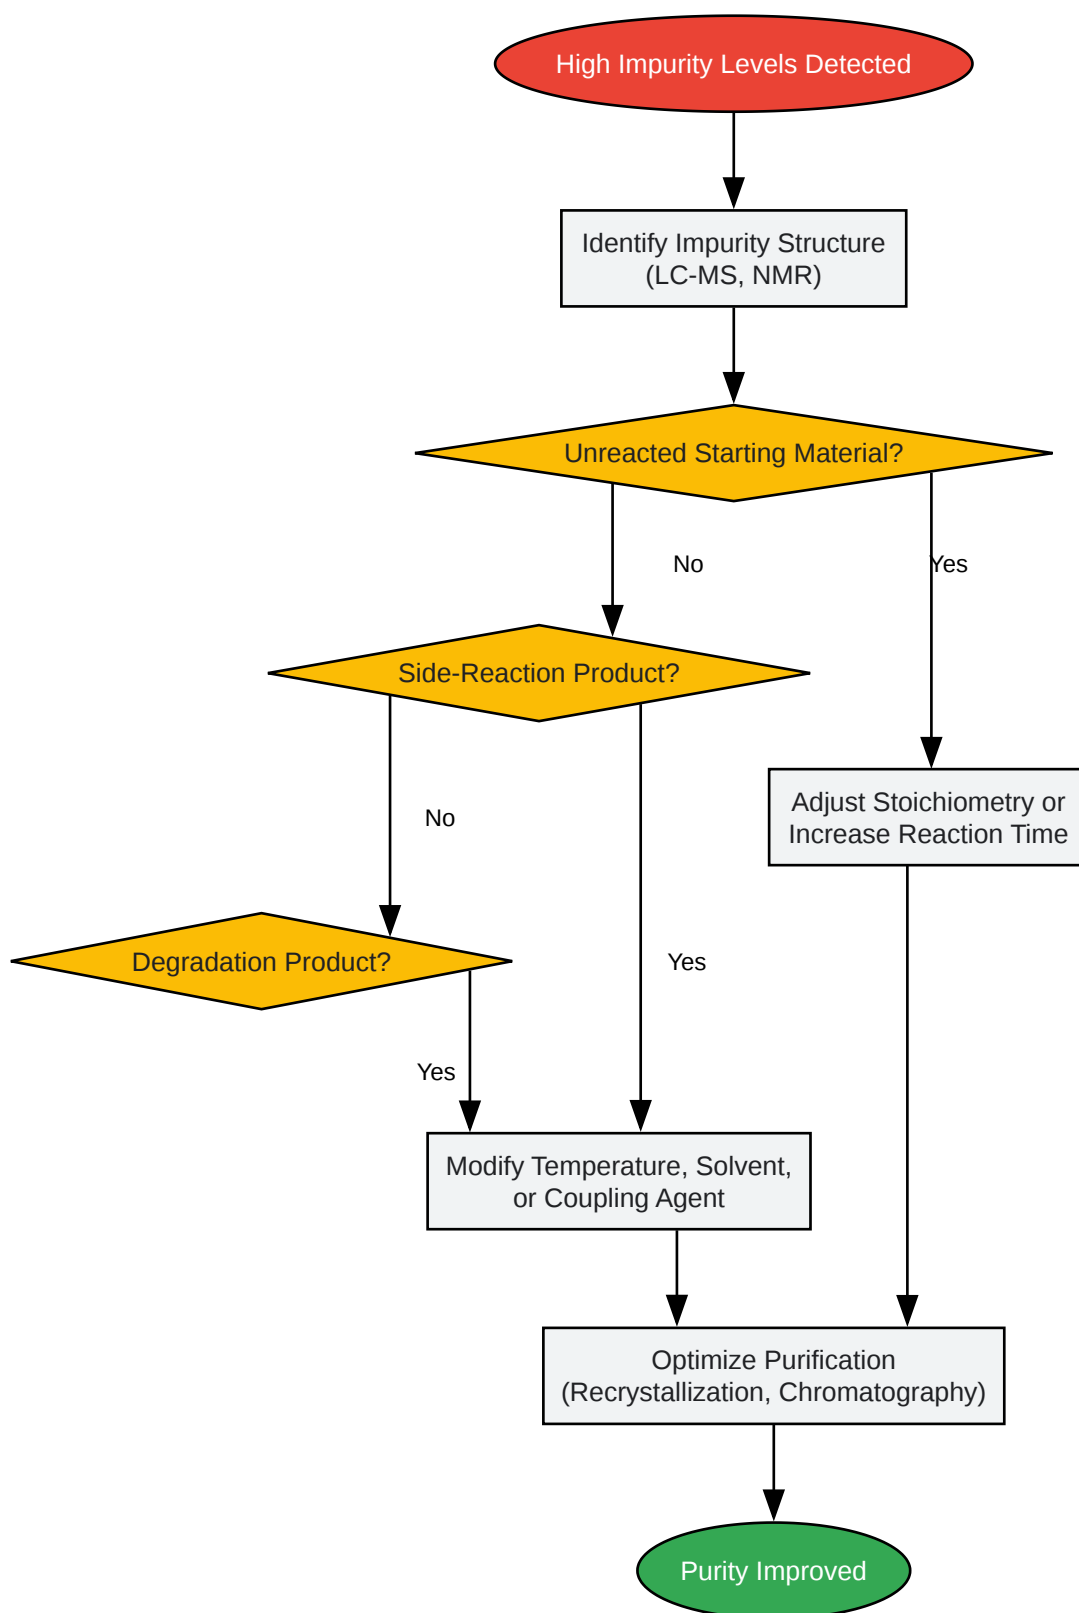 High Impurity Levels Detected
Identify Impurity Structure
(LC-MS, NMR)
Unreacted Starting Material?
No
Yes
Side-Reaction Product?
Adjust Stoichiometry or
Increase Reaction Time
No
Degradation Product?
Yes
Yes
Modify Temperature, Solvent,
or Coupling Agent
Optimize Purification
(Recrystallization, Chromatography)
Purity Improved